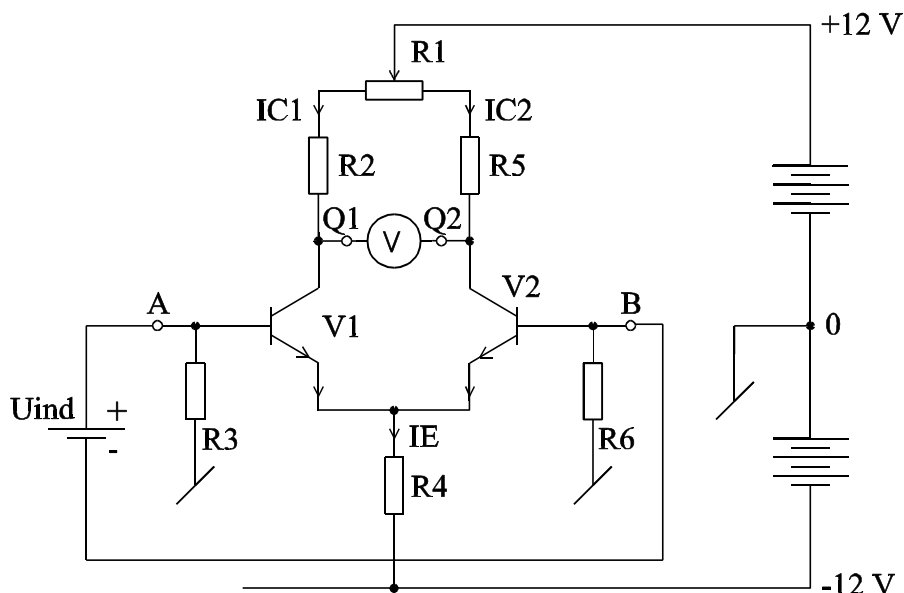 +12 V
R1
IC1
IC2
R2
R5
Q1
V
Q2
A
V1
V2
B
0
Uind
+
-
R3
IE
R4
R6
-12 V